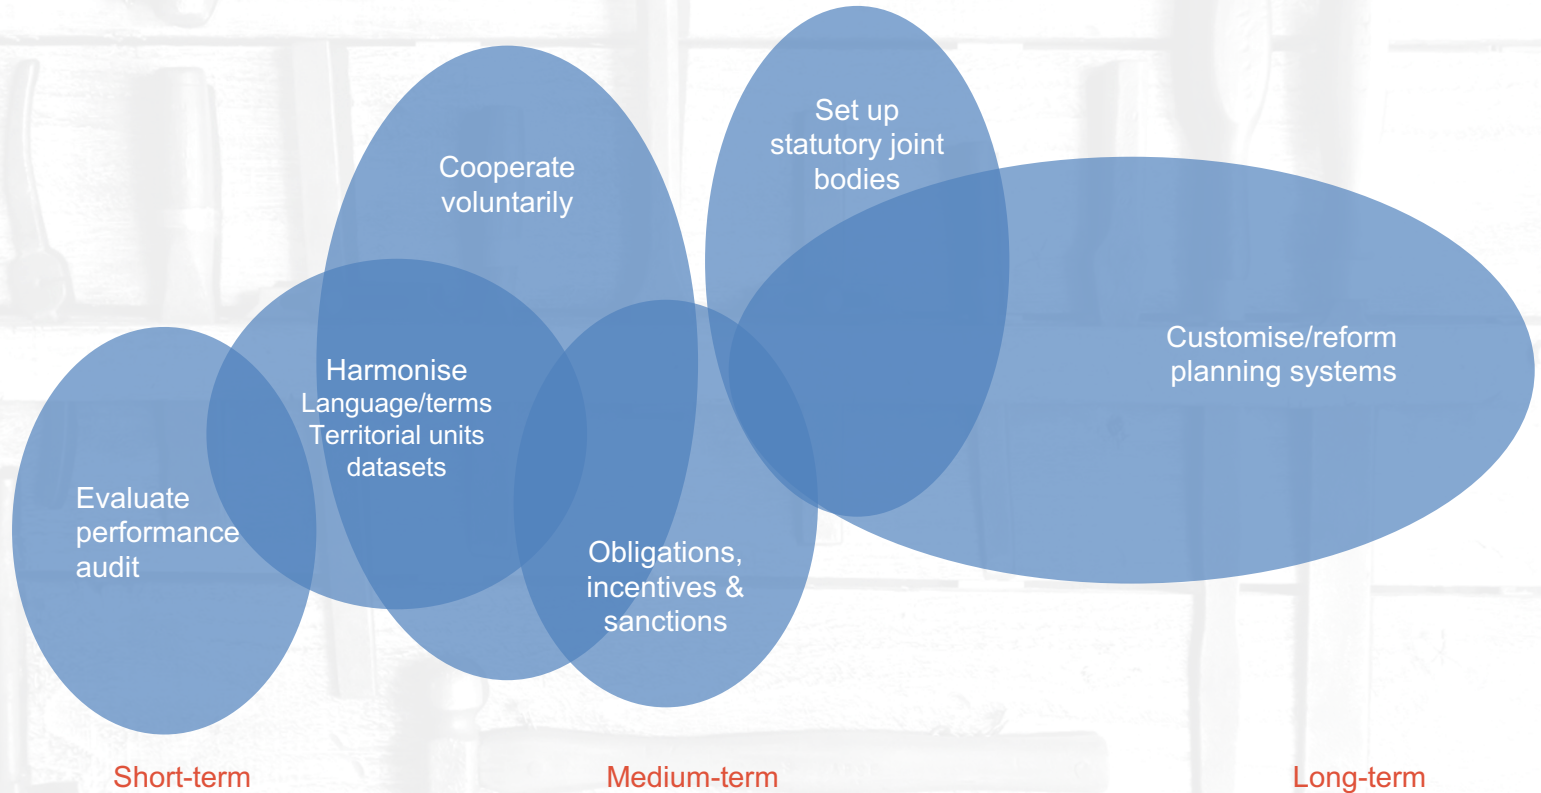 Set up
statutory joint
bodies
Cooperate
voluntarily
Customise/reform
planning systems
Harmonise
Language/terms
Territorial units
datasets
Evaluate
performance
audit
Obligations,
incentives &
sanctions
Short-term
Medium-term
Long-term